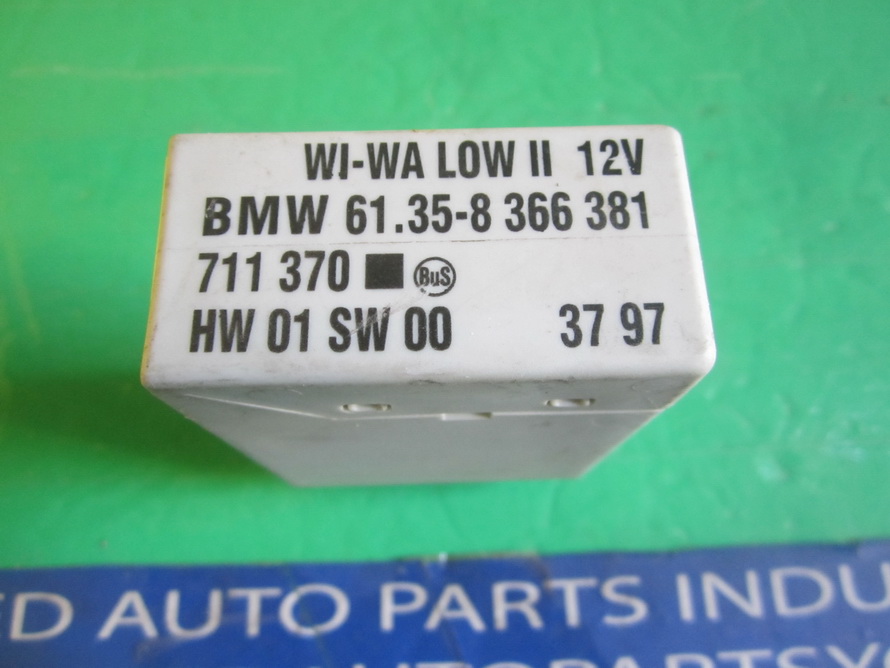 WI-WA LOW II 12V
BMW 61.35-8 366 381
711 370 BuS
HW 01 SW 00 37 97
ED AUTO PARTS INDU
AUTOPARTSY